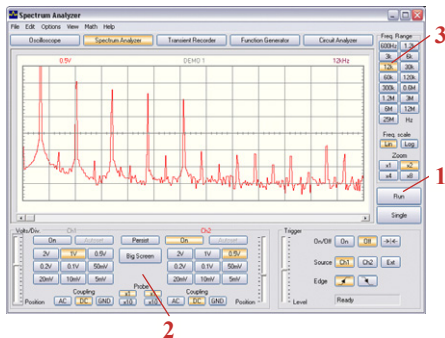 Spectrum Analyzer
File Edit Options View Math Help
Oscilloscope Spectrum Analyzer Transient Recorder Function Generator Circuit Analyzer
0.5V DEMO 1 12kHz
Freq. Range
600Hz 1.2k
3k 6k
12k 30k
60k 120k
300k 0.6M
1.2M 3M
6M 12M
25M Hz
3
Freq. scale
Lin Log
Zoom
x1 x2
x4 x8
1
Run
Single
Volts/Div. Ch1 Ch2
On Autoset Persist On Autoset
2V 1V 0.5V Big Screen 2V 1V 0.5V
0.2V 0.1V 50mV 0.2V 0.1V 50mV
20mV 10mV 5mV Probe 20mV 10mV 5mV
Coupling x1 x1 Coupling
Position AC DC GND x10 x10 AC DC GND Position
2
Trigger
On/Off On Off
Source Ch1 Ch2 Ext
Edge
Level Ready